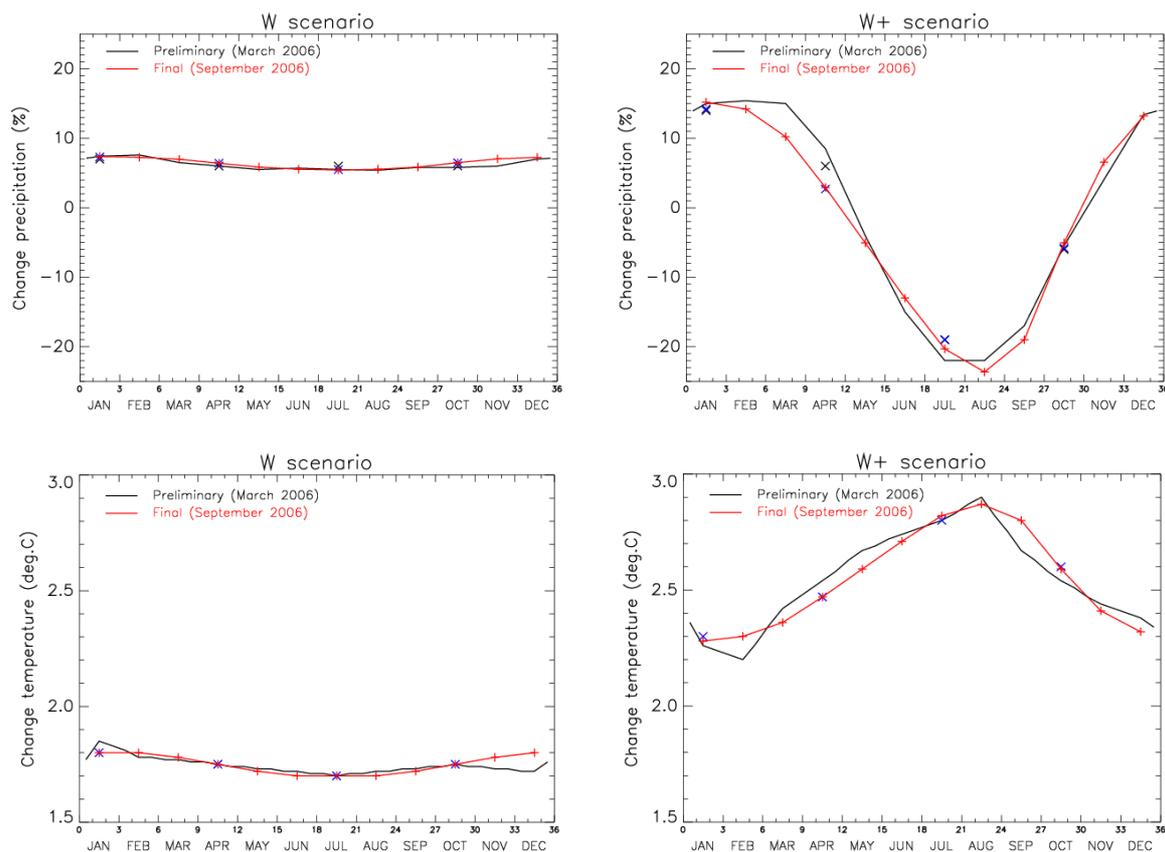 W scenario
Preliminary (March 2006)
Final (September 2006)
Change precipitation (%)
20
10
0
−10
−20
0 3 6 9 12 15 18 21 24 27 30 33 36
JAN FEB MAR APR MAY JUN JUL AUG SEP OCT NOV DEC
W+ scenario
Preliminary (March 2006)
Final (September 2006)
Change precipitation (%)
20
10
0
−10
−20
0 3 6 9 12 15 18 21 24 27 30 33 36
JAN FEB MAR APR MAY JUN JUL AUG SEP OCT NOV DEC
W scenario
Preliminary (March 2006)
Final (September 2006)
Change temperature (deg.C)
3.0
2.5
2.0
1.5
0 3 6 9 12 15 18 21 24 27 30 33 36
JAN FEB MAR APR MAY JUN JUL AUG SEP OCT NOV DEC
W+ scenario
Preliminary (March 2006)
Final (September 2006)
Change temperature (deg.C)
3.0
2.5
2.0
1.5
0 3 6 9 12 15 18 21 24 27 30 33 36
JAN FEB MAR APR MAY JUN JUL AUG SEP OCT NOV DEC